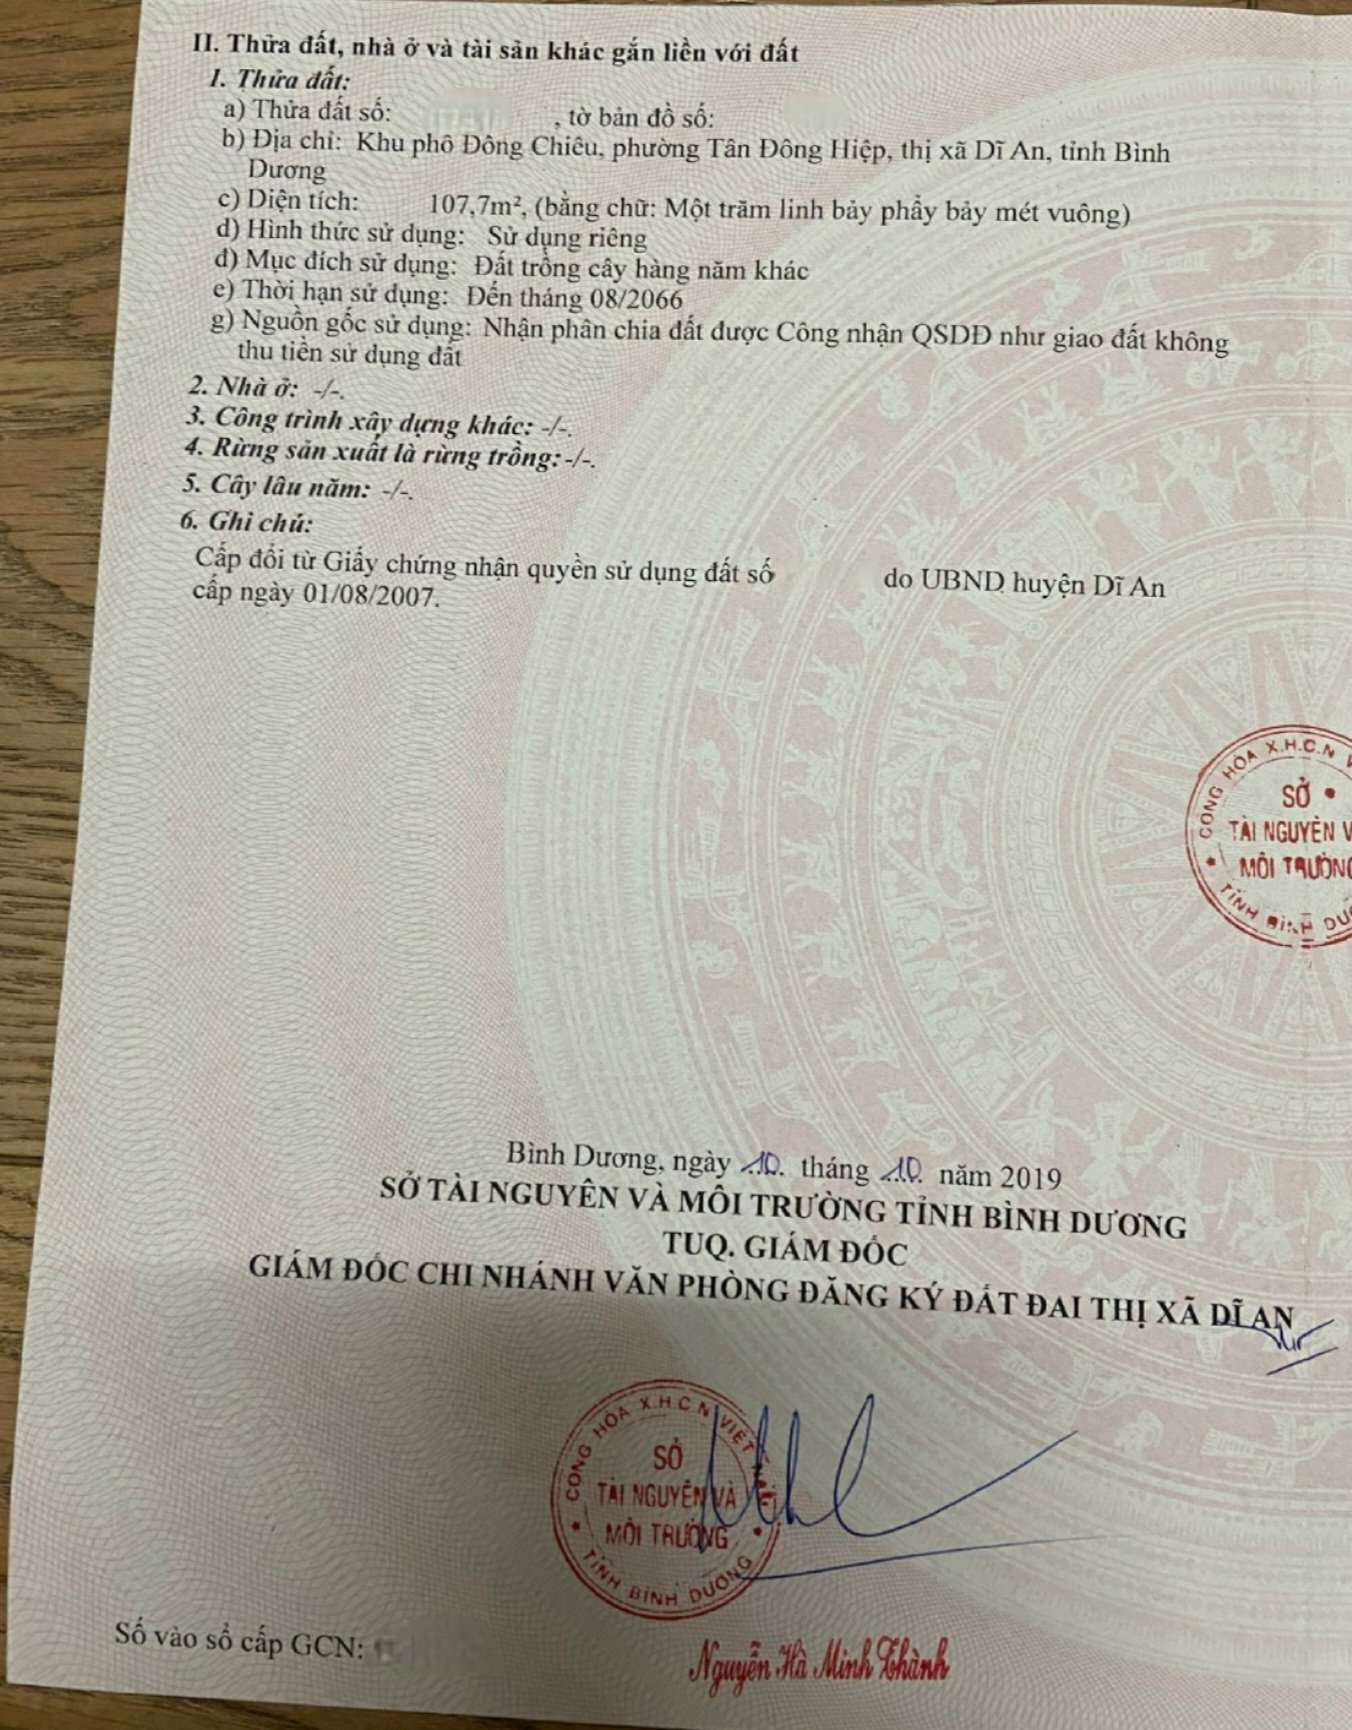 II. Thửa đất, nhà ở và tài sản khác gắn liền với đất
1. Thửa đất:
a) Thửa đất số: , tờ bản đồ số:
b) Địa chỉ: Khu phố Đông Chiêu, phường Tân Đông Hiệp, thị xã Dĩ An, tỉnh Bình
Dương
c) Diện tích: 107,7m², (bằng chữ: Một trăm linh bảy phẩy bảy mét vuông)
d) Hình thức sử dụng: Sử dụng riêng
đ) Mục đích sử dụng: Đất trồng cây hàng năm khác
e) Thời hạn sử dụng: Đến tháng 08/2066
g) Nguồn gốc sử dụng: Nhận phân chia đất được Công nhận QSDĐ như giao đất không
thu tiền sử dụng đất
2. Nhà ở: -/-.
3. Công trình xây dựng khác: -/-.
4. Rừng sản xuất là rừng trồng: -/-.
5. Cây lâu năm: -/-.
6. Ghi chú:
Cấp đổi từ Giấy chứng nhận quyền sử dụng đất số do UBND huyện Dĩ An
cấp ngày 01/08/2007.
CỘNG HÒA X.H.C.N
SỞ
TÀI NGUYÊN V
MÔI TRƯỜNG
TỈNH BÌNH DƯƠ
Bình Dương, ngày 10. tháng 10. năm 2019
SỞ TÀI NGUYÊN VÀ MÔI TRƯỜNG TỈNH BÌNH DƯƠNG
TUQ. GIÁM ĐỐC
GIÁM ĐỐC CHI NHÁNH VĂN PHÒNG ĐĂNG KÝ ĐẤT ĐAI THỊ XÃ DĨ AN
CỘNG HÒA X.H.C.N VIỆT NAM
SỞ
TÀI NGUYÊN VÀ
MÔI TRƯỜNG
TỈNH BÌNH DƯƠNG
Số vào sổ cấp GCN:
Nguyễn Hà Minh Thành